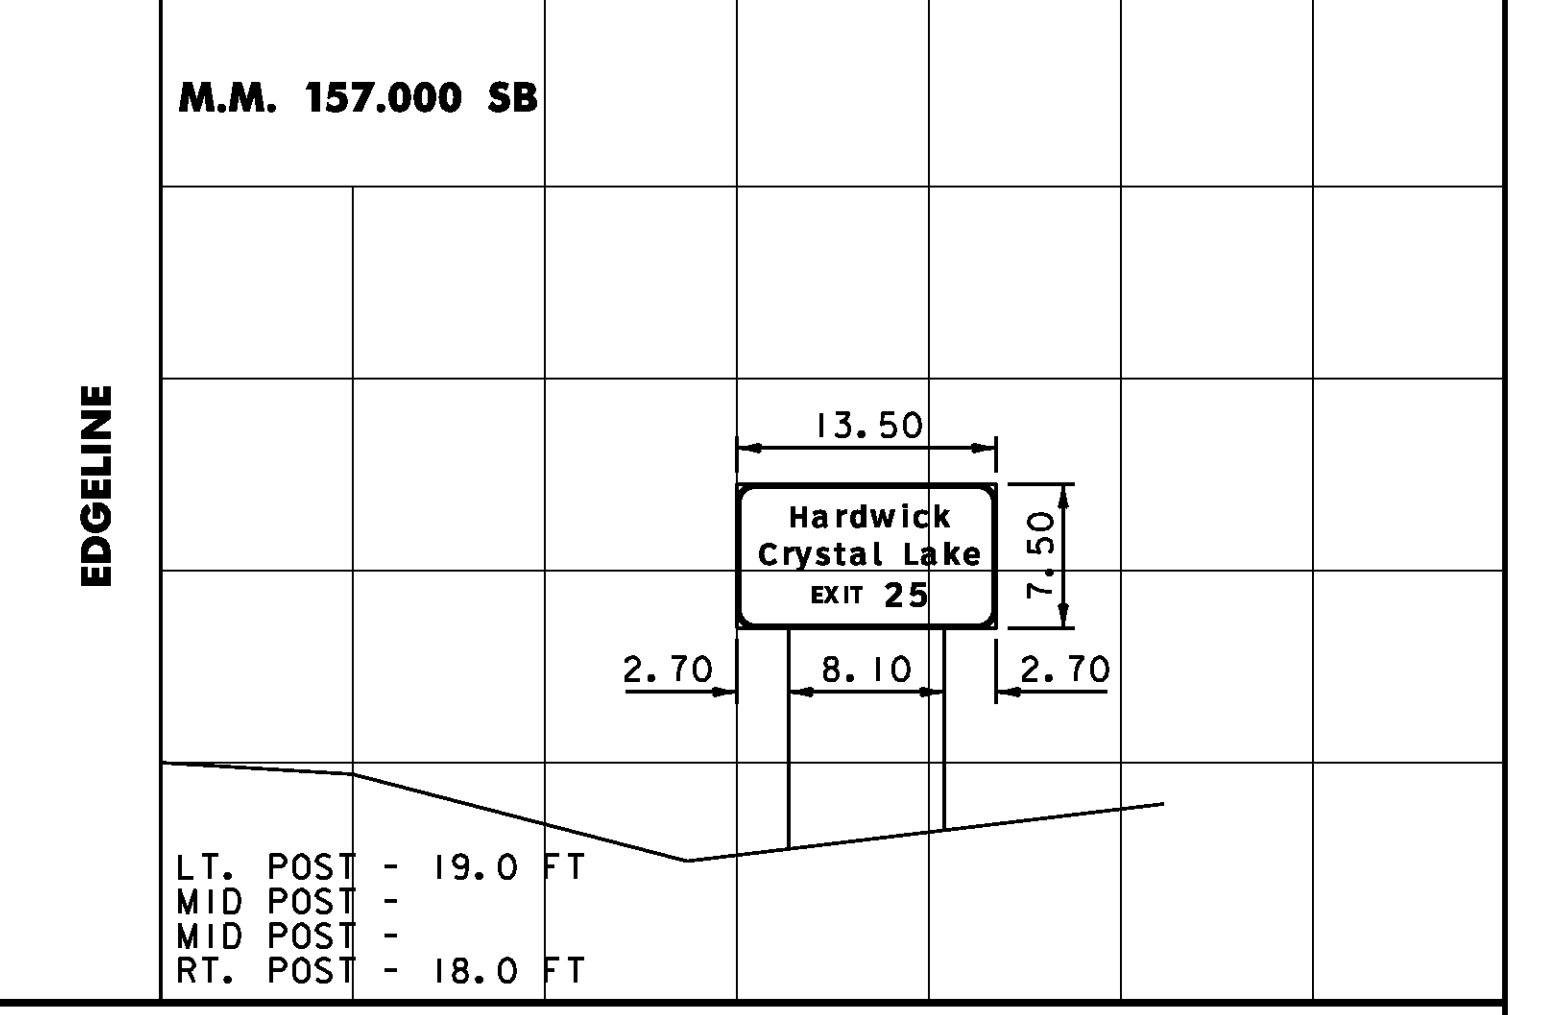 M.M. 157.000 SB
EDGELINE
13.50
Hardwick
Crystal Lake
EXIT 25
7.50
2.70 8.10 2.70
LT. POST - 19.0 FT
MID POST -
MID POST -
RT. POST - 18.0 FT